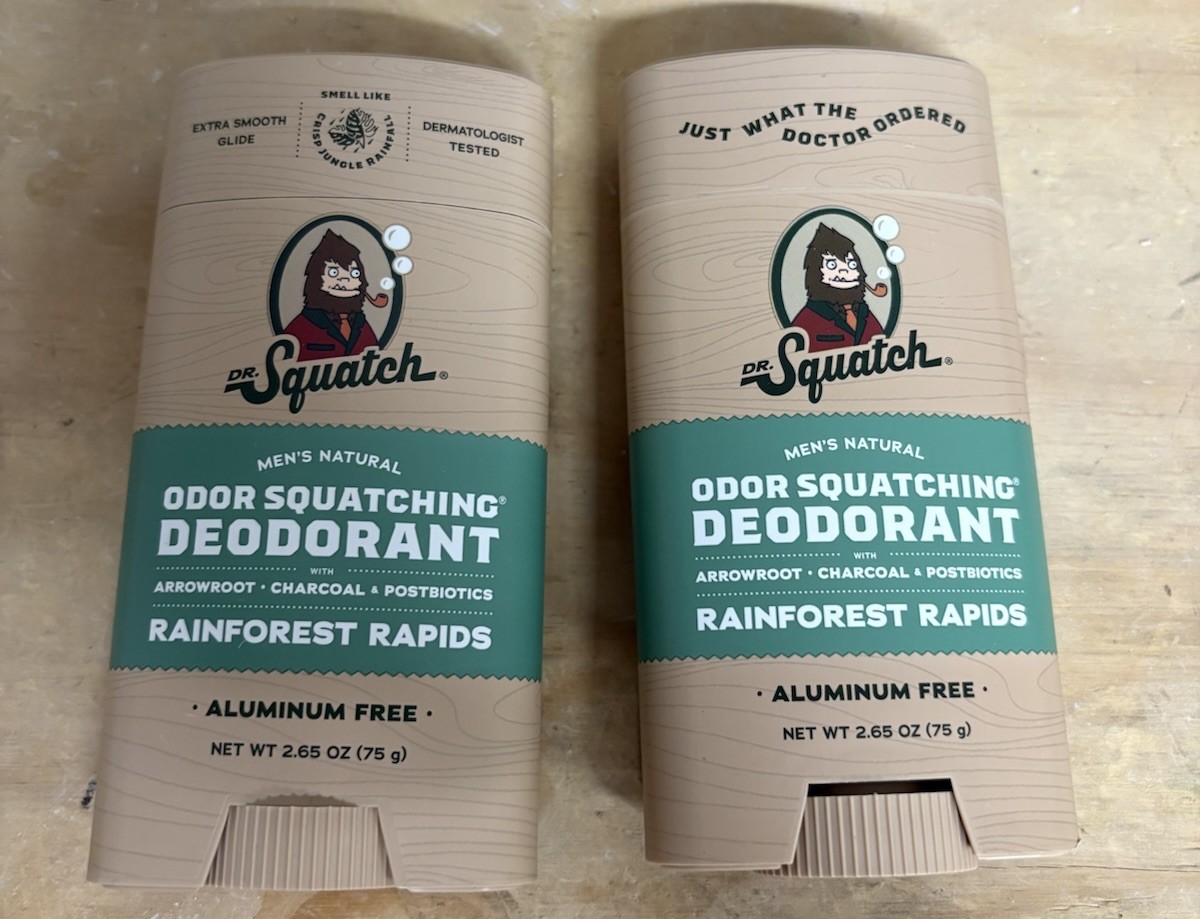 EXTRA SMOOTH
GLIDE
SMELL LIKE
CRISP JUNGLE RAINFALL
DERMATOLOGIST
TESTED
DR. Squatch®
MEN'S NATURAL
ODOR SQUATCHING®
DEODORANT
WITH
ARROWROOT · CHARCOAL & POSTBIOTICS
RAINFOREST RAPIDS
· ALUMINUM FREE ·
NET WT 2.65 OZ (75 g)
JUST WHAT THE
DOCTOR ORDERED
DR. Squatch®
MEN'S NATURAL
ODOR SQUATCHING®
DEODORANT
WITH
ARROWROOT · CHARCOAL & POSTBIOTICS
RAINFOREST RAPIDS
· ALUMINUM FREE ·
NET WT 2.65 OZ (75 g)